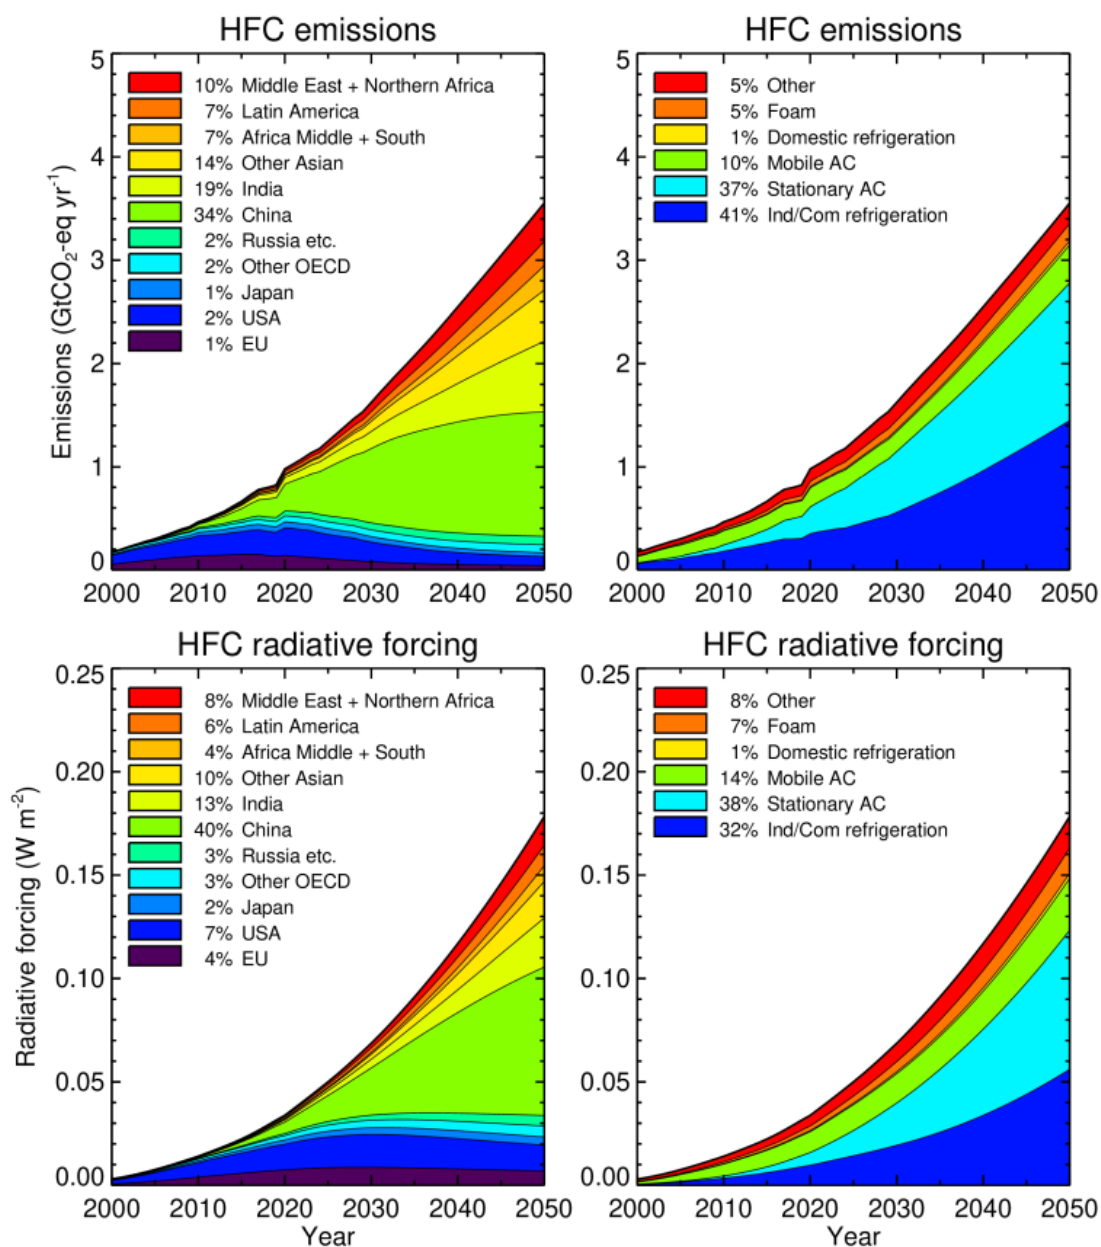 HFC emissions
5
4
3
2
1
0
Emissions (GtCO2-eq yr-1)
10% Middle East + Northern Africa
7% Latin America
7% Africa Middle + South
14% Other Asian
19% India
34% China
2% Russia etc.
2% Other OECD
1% Japan
2% USA
1% EU
2000 2010 2020 2030 2040 2050
HFC emissions
5
4
3
2
1
0
5% Other
5% Foam
1% Domestic refrigeration
10% Mobile AC
37% Stationary AC
41% Ind/Com refrigeration
2000 2010 2020 2030 2040 2050
HFC radiative forcing
0.25
0.20
0.15
0.10
0.05
0.00
Radiative forcing (W m-2)
8% Middle East + Northern Africa
6% Latin America
4% Africa Middle + South
10% Other Asian
13% India
40% China
3% Russia etc.
3% Other OECD
2% Japan
7% USA
4% EU
2000 2010 2020 2030 2040 2050
Year
HFC radiative forcing
0.25
0.20
0.15
0.10
0.05
0.00
8% Other
7% Foam
1% Domestic refrigeration
14% Mobile AC
38% Stationary AC
32% Ind/Com refrigeration
2000 2010 2020 2030 2040 2050
Year